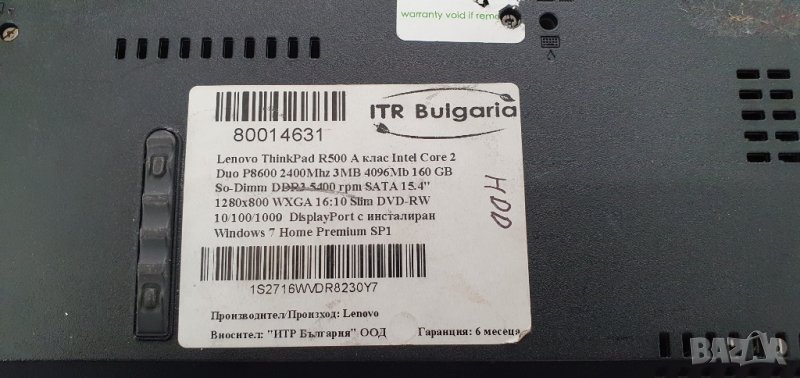 warranty void if remo
ITR Bulgaria
80014631
Lenovo ThinkPad R500 А клас Intel Core 2
Duo P8600 2400Mhz 3MB 4096Mb 160 GB
So-Dimm DDR3 5400 rpm SATA 15.4"
1280x800 WXGA 16:10 Slim DVD-RW
10/100/1000 DisplayPort с инсталиран
Windows 7 Home Premium SP1
HDD
1S2716WVDR8230Y7
Производител/Произход: Lenovo
Вносител: "ИТР България" ООД Гаранция: 6 месеца
BAZAR